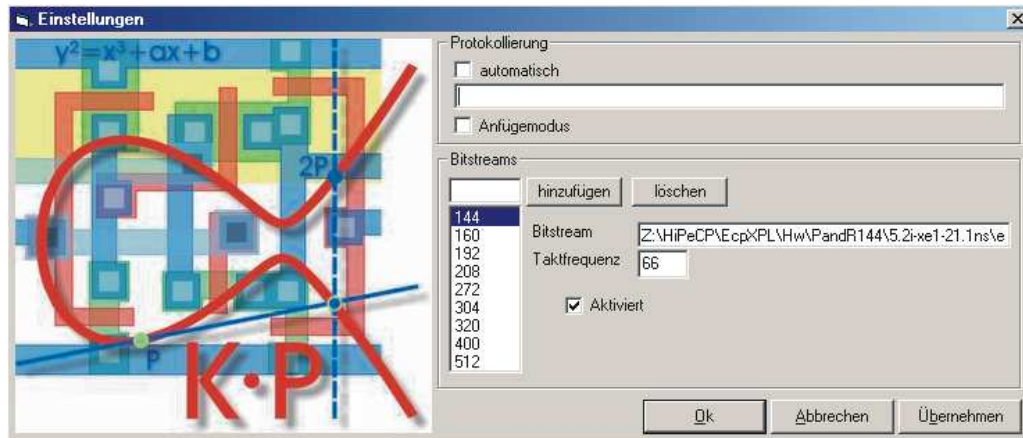 Einstellungen
y²=x³+ax+b
2P
P
K·P
Protokollierung
automatisch
Anfügemodus
Bitstreams
hinzufügen
löschen
144
160
192
208
272
304
320
400
512
Bitstream
Z:\HiPeCP\EcpXPL\Hw\PandR144\5.2i-xe1-21.1ns\e
Taktfrequenz
66
Aktiviert
Ok
Abbrechen
Übernehmen